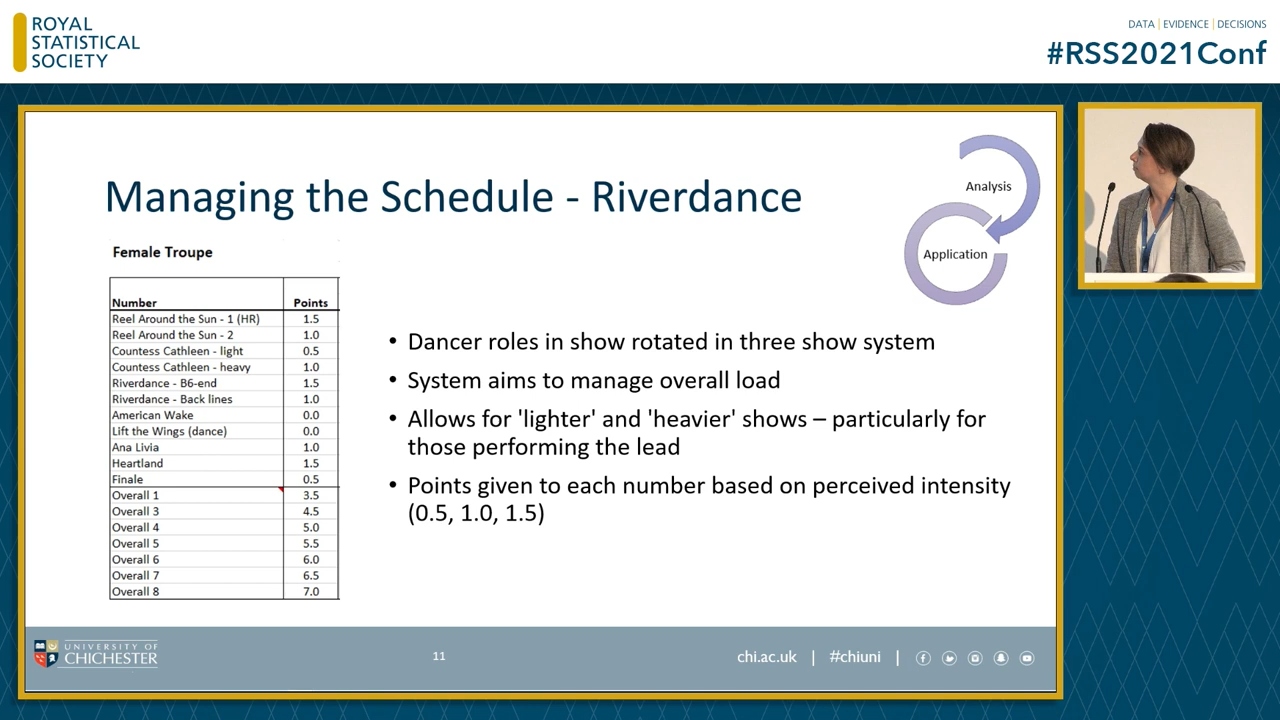 ROYAL
STATISTICAL
SOCIETY
DATA | EVIDENCE | DECISIONS
#RSS2021Conf
Managing the Schedule - Riverdance
Analysis
Application
Female Troupe
Number Points
Reel Around the Sun - 1 (HR) 1.5
Reel Around the Sun - 2 1.0
Countess Cathleen - light 0.5
Countess Cathleen - heavy 1.0
Riverdance - B6-end 1.5
Riverdance - Back lines 1.0
American Wake 0.0
Lift the Wings (dance) 0.0
Ana Livia 1.0
Heartland 1.5
Finale 0.5
Overall 1 3.5
Overall 3 4.5
Overall 4 5.0
Overall 5 5.5
Overall 6 6.0
Overall 7 6.5
Overall 8 7.0
• Dancer roles in show rotated in three show system
• System aims to manage overall load
• Allows for 'lighter' and 'heavier' shows – particularly for
those performing the lead
• Points given to each number based on perceived intensity
(0.5, 1.0, 1.5)
UNIVERSITY OF
CHICHESTER
11
chi.ac.uk | #chiuni |